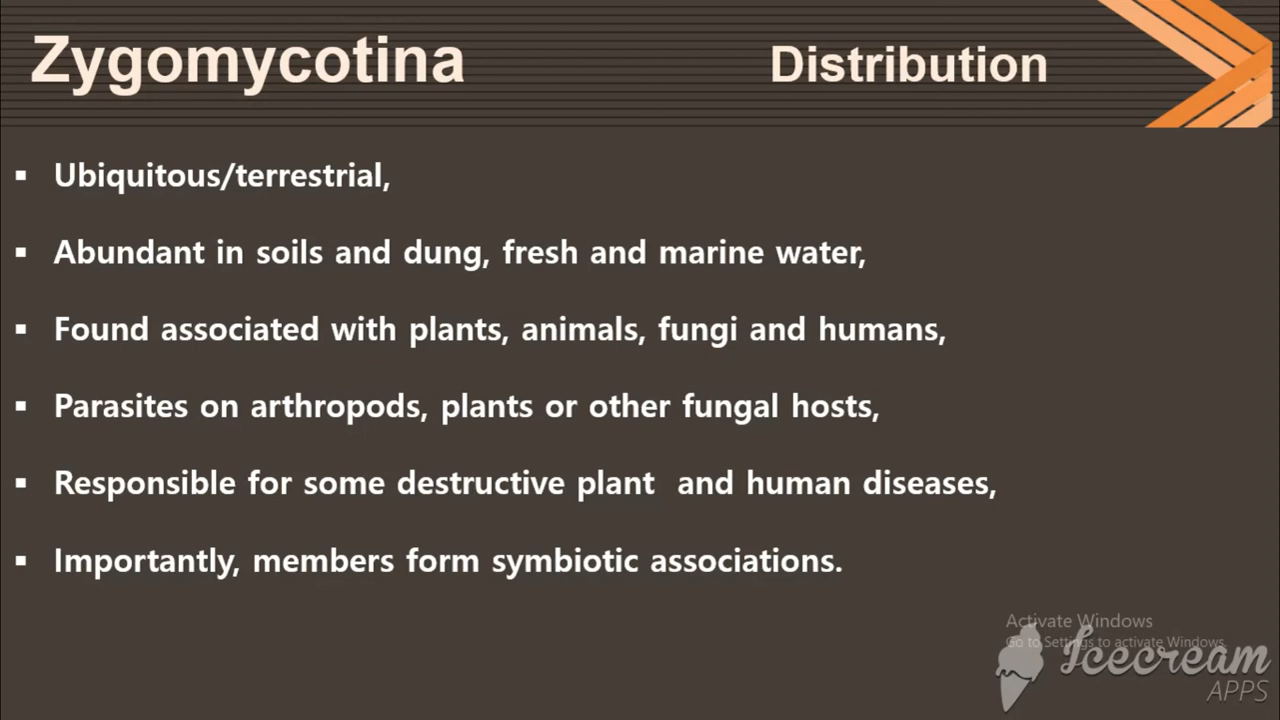 Zygomycotina Distribution
▪ Ubiquitous/terrestrial,
▪ Abundant in soils and dung, fresh and marine water,
▪ Found associated with plants, animals, fungi and humans,
▪ Parasites on arthropods, plants or other fungal hosts,
▪ Responsible for some destructive plant  and human diseases,
▪ Importantly, members form symbiotic associations.
Activate Windows
Go to Settings to activate Windows.
Icecream
APPS